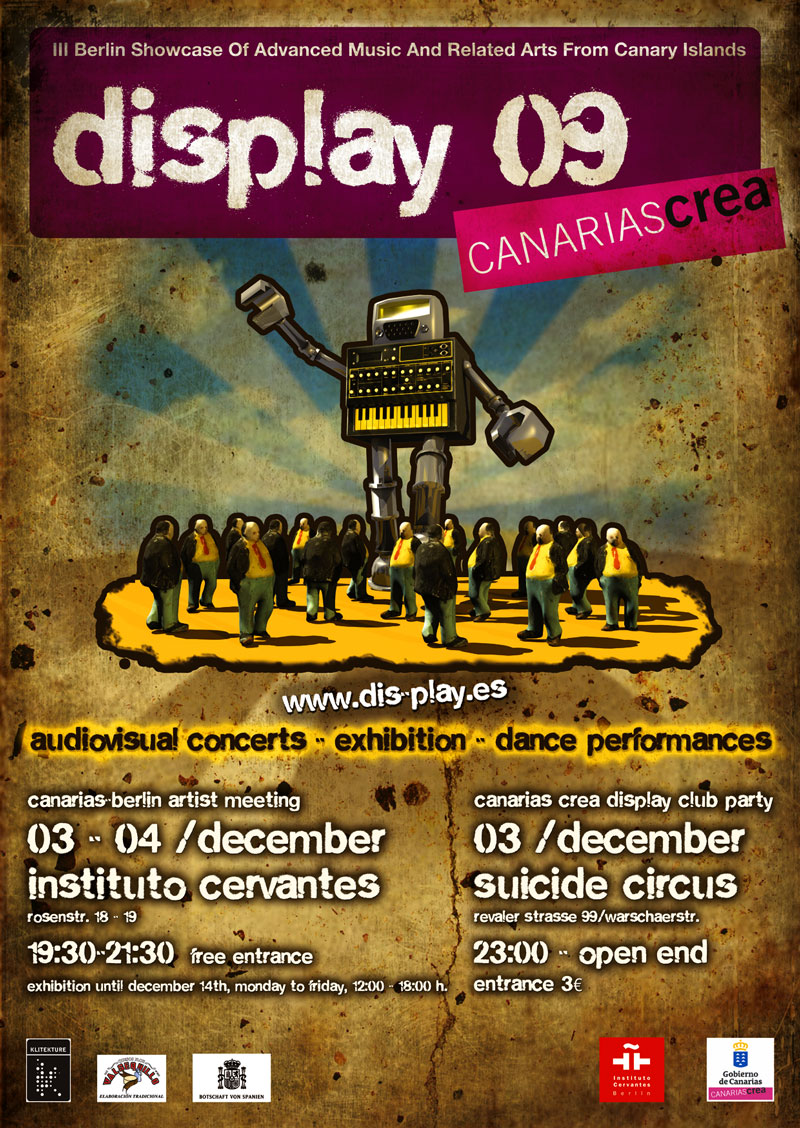 III Berlin Showcase Of Advanced Music And Related Arts From Canary Islands
display 09
CANARIAScrea
www.dis-play.es
audiovisual concerts - exhibition - dance performances
canarias-berlin artist meeting
03 - 04 /december
instituto cervantes
rosenstr. 18 - 19
19:30-21:30 free entrance
exhibition until december 14th, monday to friday, 12:00 - 18:00 h.
canarias crea display club party
03 /december
suicide circus
revaler strasse 99/warschaerstr.
23:00 - open end
entrance 3€
KLITEKTURE
VALSEQUILLO
ELABORACIÓN TRADICIONAL
BOTSCHAFT VON SPANIEN
Instituto
Cervantes
Berlin
Gobierno
de Canarias
CANARIAScrea